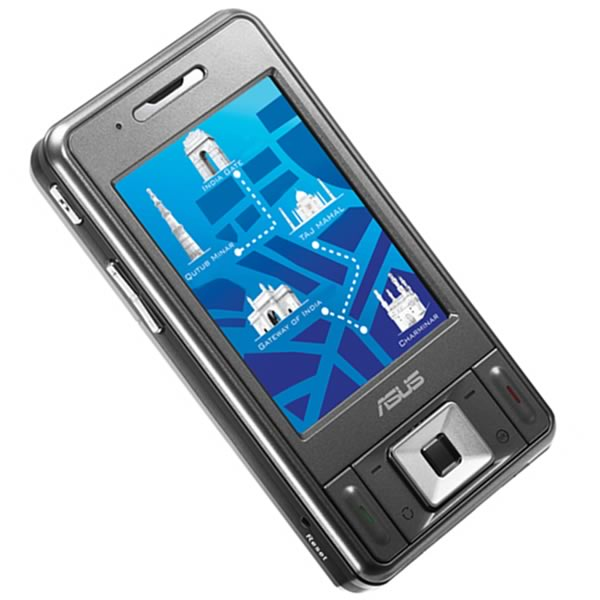 INDIA GATE
QUTUB MINAR
TAJ MAHAL
GATEWAY OF INDIA
CHARMINAR
ASUS
Reset